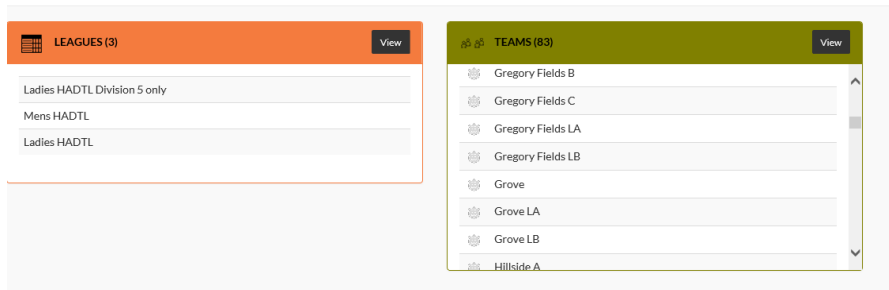 LEAGUES (3)
View
Ladies HADTL Division 5 only
Mens HADTL
Ladies HADTL
TEAMS (83)
View
Gregory Fields B
Gregory Fields C
Gregory Fields LA
Gregory Fields LB
Grove
Grove LA
Grove LB
Hillside A